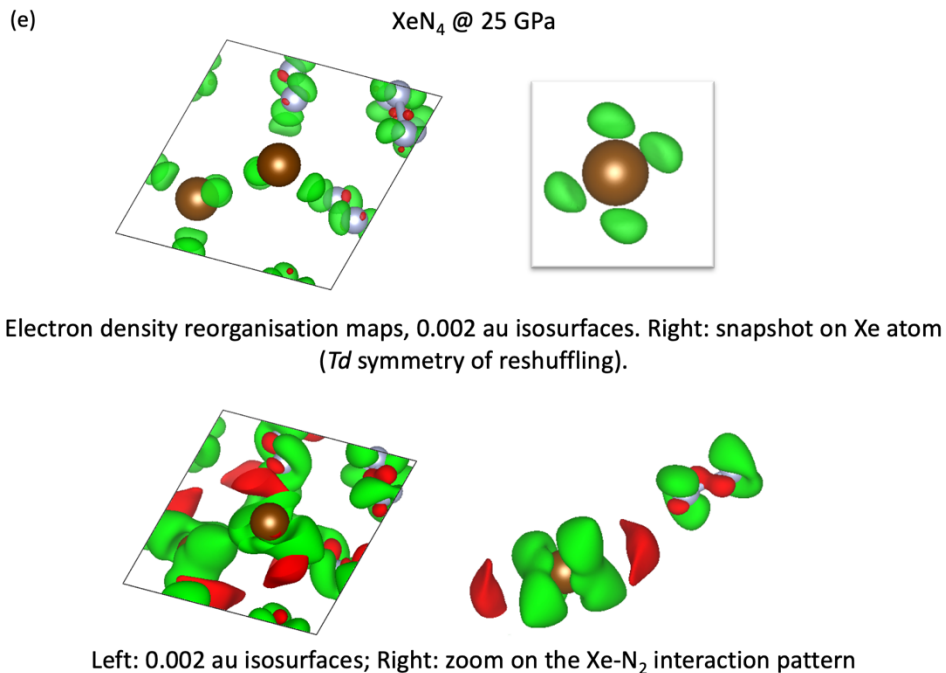 (e)
XeN₄ @ 25 GPa
Electron density reorganisation maps, 0.002 au isosurfaces. Right: snapshot on Xe atom
(Td symmetry of reshuffling).
Left: 0.002 au isosurfaces; Right: zoom on the Xe-N₂ interaction pattern